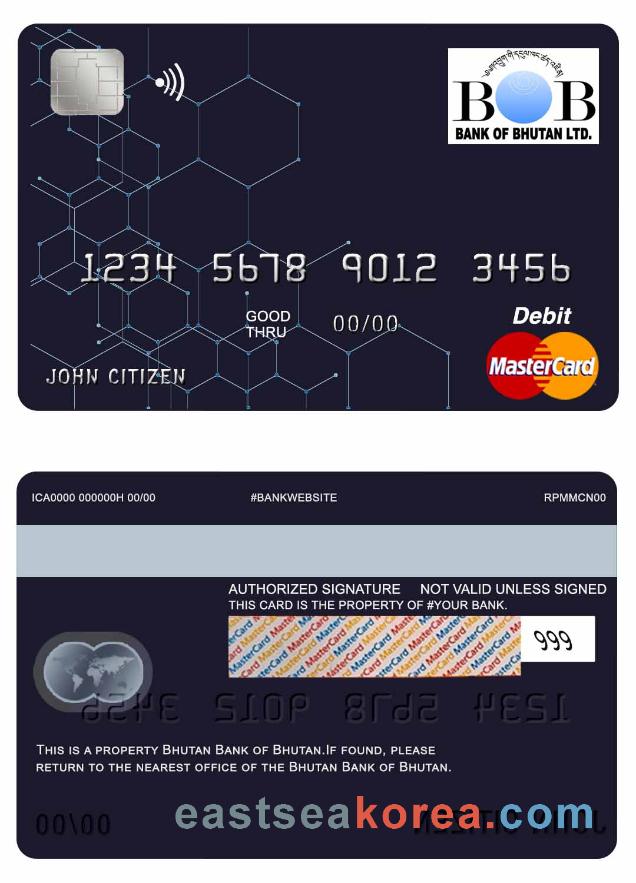 BOB
BANK OF BHUTAN LTD.
1234 5678 9012 3456
GOOD
THRU
00/00
Debit
JOHN CITIZEN
MasterCard
ICA0000 000000H 00/00 #BANKWEBSITE RPMMCN00
AUTHORIZED SIGNATURE NOT VALID UNLESS SIGNED
THIS CARD IS THE PROPERTY OF #YOUR BANK.
MasterCard MasterCard MasterCard
999
THIS IS A PROPERTY BHUTAN BANK OF BHUTAN.IF FOUND, PLEASE
RETURN TO THE NEAREST OFFICE OF THE BHUTAN BANK OF BHUTAN.
00\00
eastseakorea.com